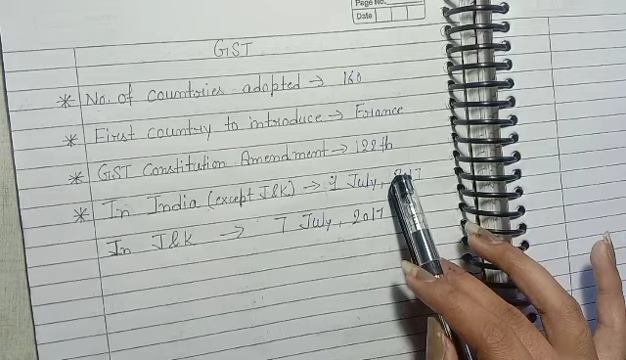 Page No.
Date
GST
* No. of countries adopted → 160
* First country to introduce → France
* GST Constitution Amendment → 122th
* In India (except J&K) → 1 July, 2017
In J&K → 7 July, 2017